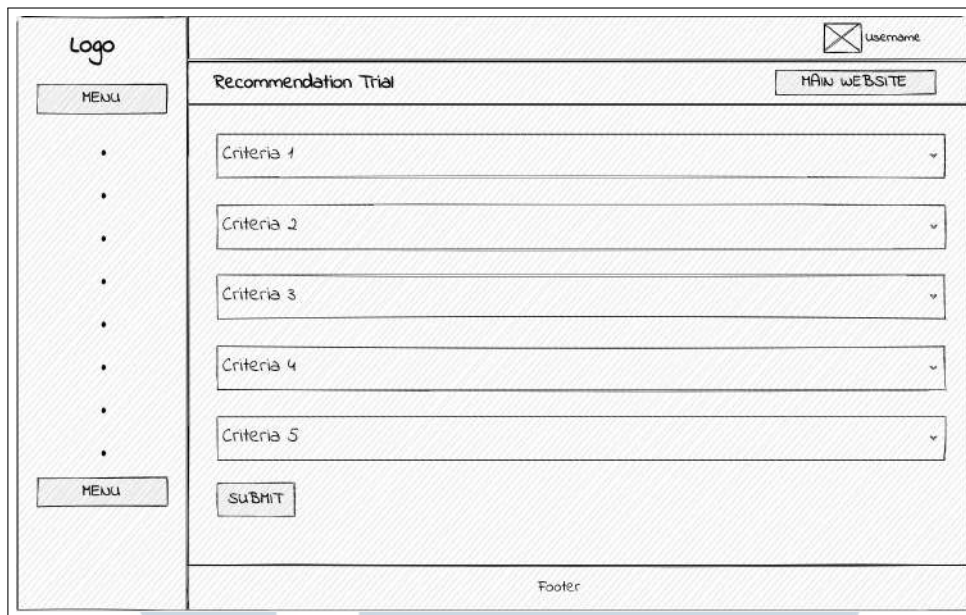 Logo
username
MENU
Recommendation Trial
MAIN WEBSITE
Criteria 1
Criteria 2
Criteria 3
Criteria 4
Criteria 5
MENU
SUBMIT
Footer